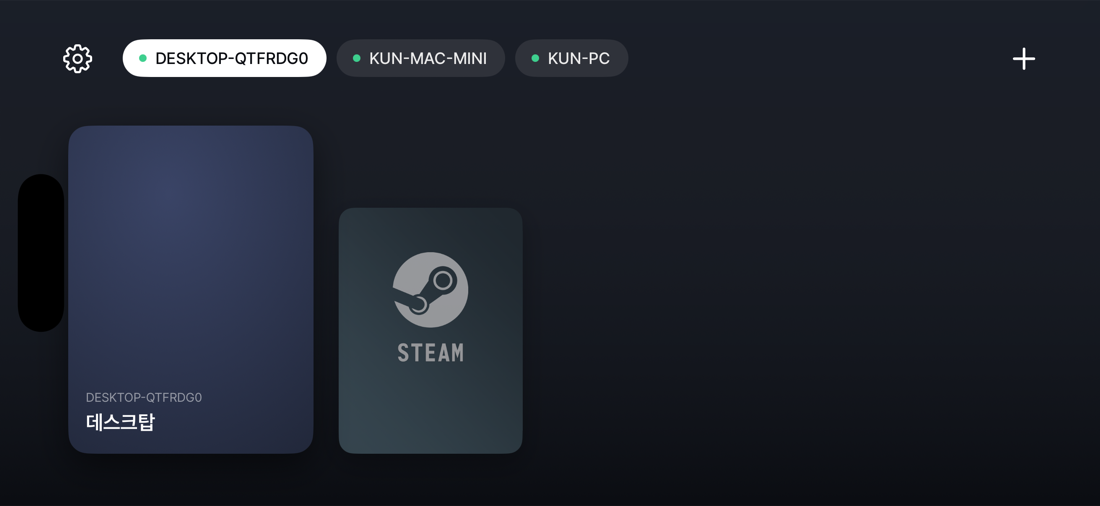 DESKTOP-QTFRDG0
KUN-MAC-MINI
KUN-PC
STEAM
DESKTOP-QTFRDG0
데스크탑